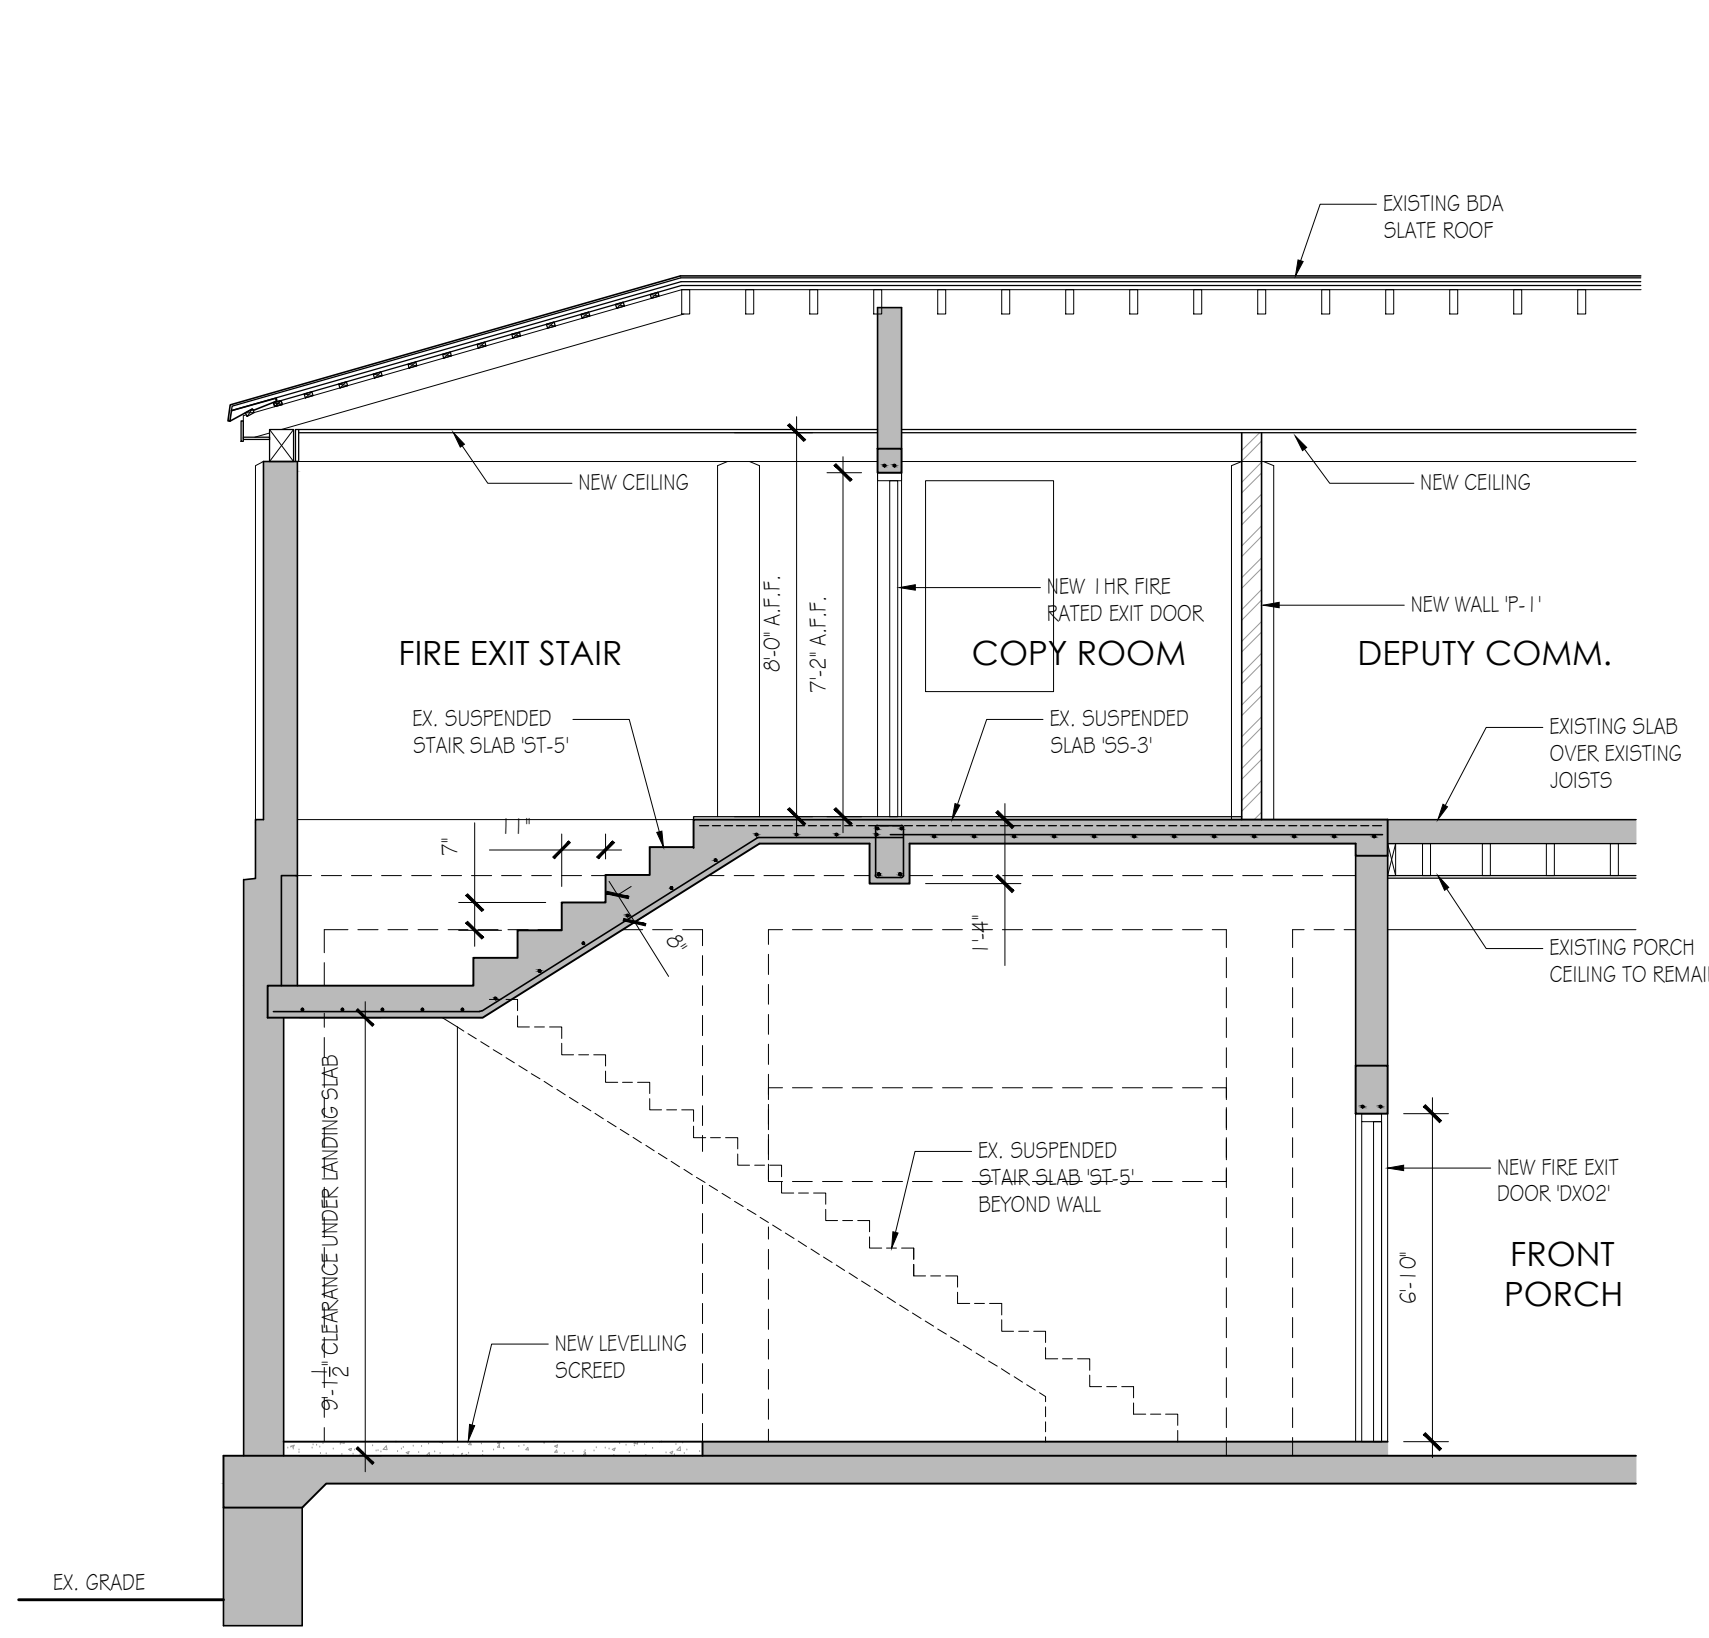 EXISTING BDA
SLATE ROOF
NEW CEILING
NEW CEILING
8'-0" A.F.F.
7'-2" A.F.F.
NEW 1HR FIRE
RATED EXIT DOOR
NEW WALL 'P-1'
FIRE EXIT STAIR
COPY ROOM
DEPUTY COMM.
EX. SUSPENDED
STAIR SLAB 'ST-5'
EX. SUSPENDED
SLAB 'SS-3'
EXISTING SLAB
OVER EXISTING
JOISTS
11"
7"
8"
1'-4"
EXISTING PORCH
CEILING TO REMAI
9'-1 1/2" CLEARANCE UNDER LANDING SLAB
EX. SUSPENDED
STAIR SLAB 'ST-5'
BEYOND WALL
NEW FIRE EXIT
DOOR 'DX02'
6'-10"
FRONT
PORCH
NEW LEVELLING
SCREED
EX. GRADE